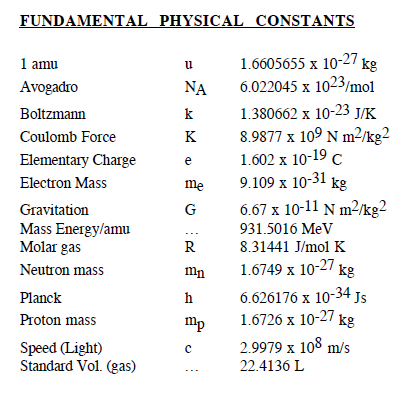 FUNDAMENTAL PHYSICAL CONSTANTS
1 amu u 1.6605655 x 10-27 kg
Avogadro NA 6.022045 x 1023/mol
Boltzmann k 1.380662 x 10-23 J/K
Coulomb Force K 8.9877 x 109 N m2/kg2
Elementary Charge e 1.602 x 10-19 C
Electron Mass me 9.109 x 10-31 kg
Gravitation G 6.67 x 10-11 N m2/kg2
Mass Energy/amu ... 931.5016 MeV
Molar gas R 8.31441 J/mol K
Neutron mass mn 1.6749 x 10-27 kg
Planck h 6.626176 x 10-34 Js
Proton mass mp 1.6726 x 10-27 kg
Speed (Light) c 2.9979 x 108 m/s
Standard Vol. (gas) ... 22.4136 L